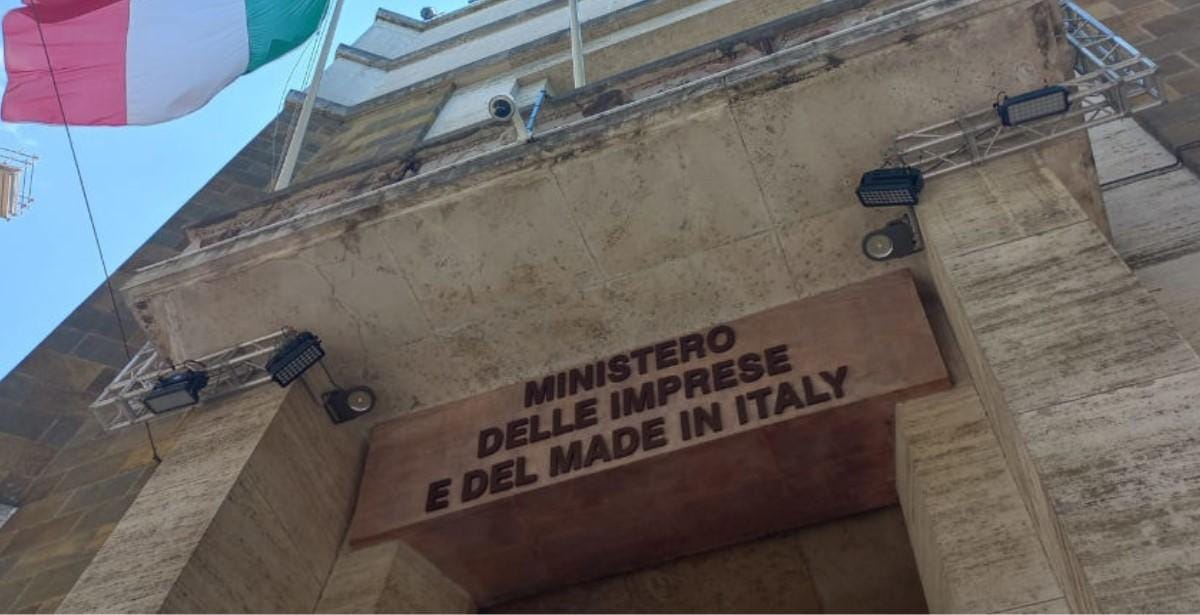 MINISTERO
DELLE IMPRESE
E DEL MADE IN ITALY